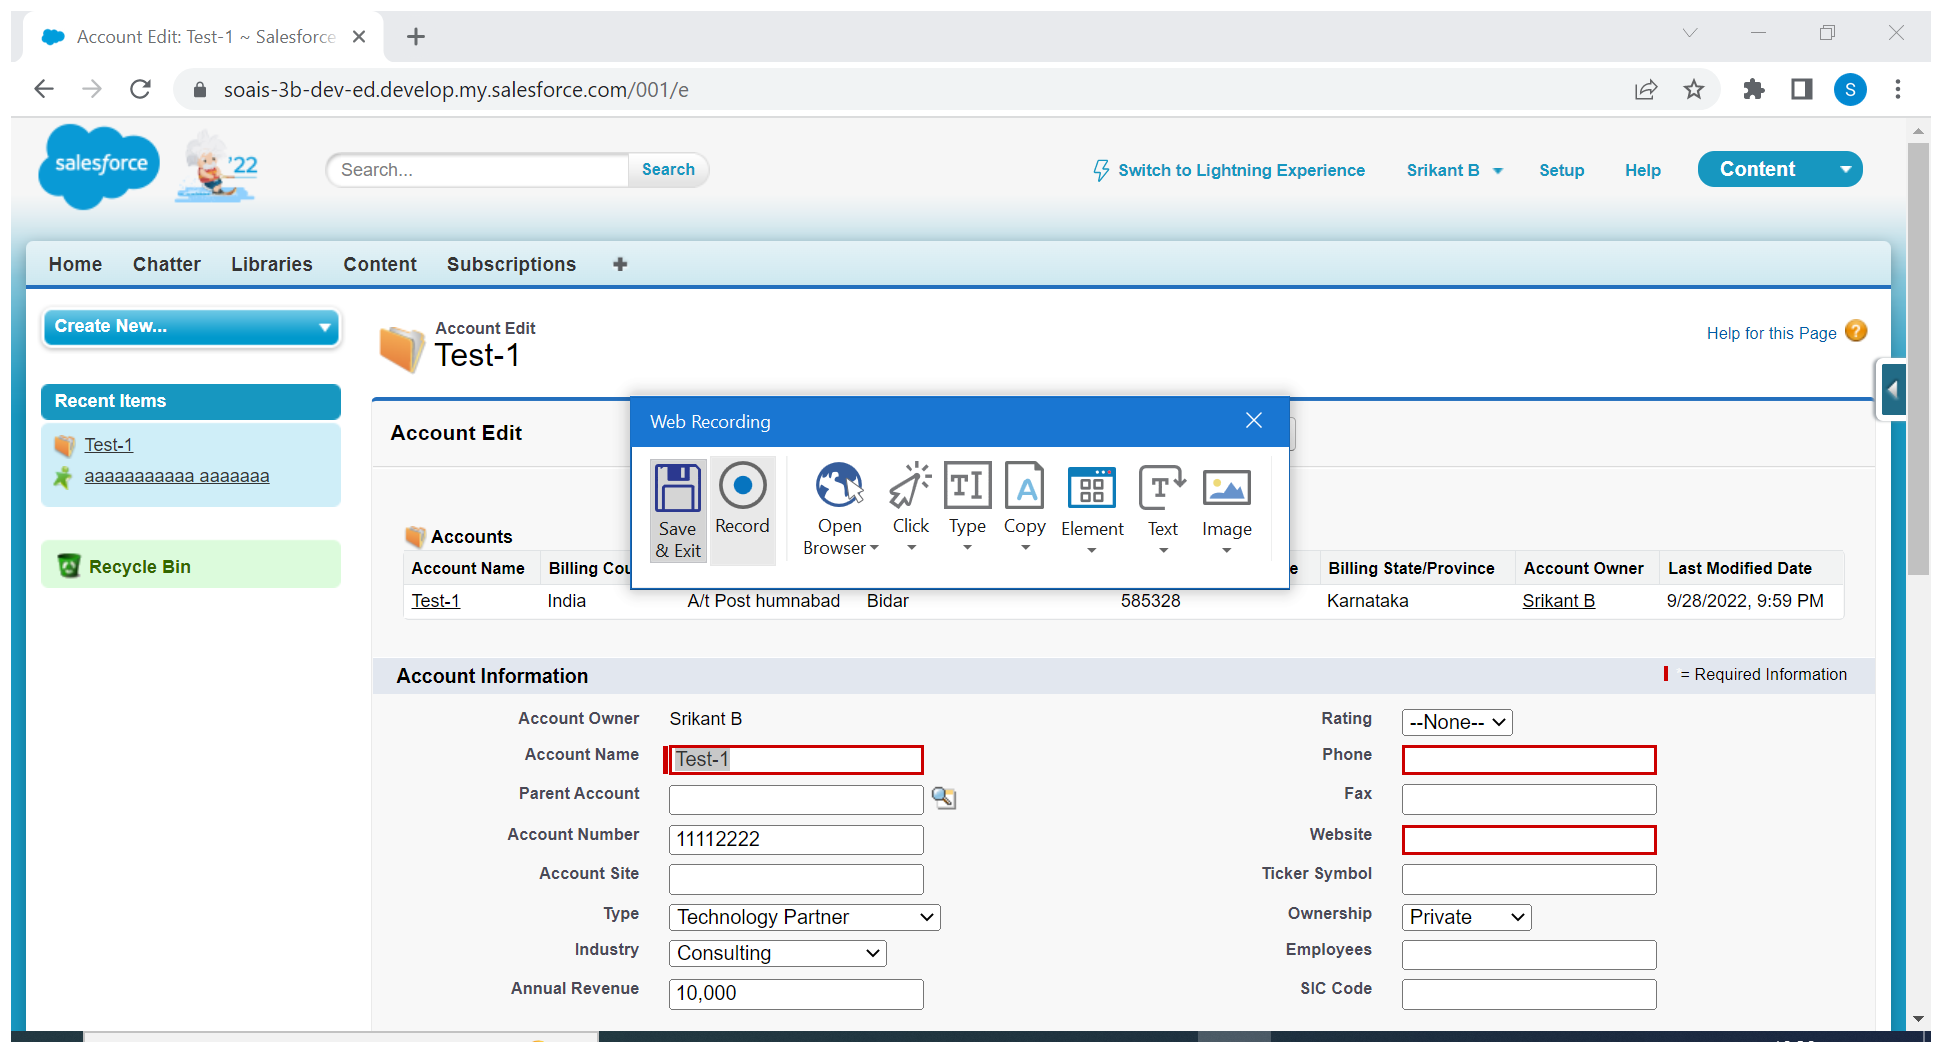 Account Edit: Test-1 ~ Salesforce
soais-3b-dev-ed.develop.my.salesforce.com/001/e
S
salesforce
'22
Search...
Search
Switch to Lightning Experience
Srikant B
Setup
Help
Content
Home
Chatter
Libraries
Content
Subscriptions
Create New...
Account Edit
Test-1
Help for this Page
?
Recent Items
Test-1
aaaaaaaaaaa aaaaaaa
Recycle Bin
Account Edit
Web Recording
Save
& Exit
Record
Open
Browser
Click
Type
Copy
Element
Text
Image
Accounts
Account Name
Billing Cou
e
Billing State/Province
Account Owner
Last Modified Date
Test-1
India
A/t Post humnabad
Bidar
585328
Karnataka
Srikant B
9/28/2022, 9:59 PM
Account Information
= Required Information
Account Owner
Srikant B
Rating
--None--
Account Name
Test-1
Phone
Parent Account
Fax
Account Number
11112222
Website
Account Site
Ticker Symbol
Type
Technology Partner
Ownership
Private
Industry
Consulting
Employees
Annual Revenue
10,000
SIC Code